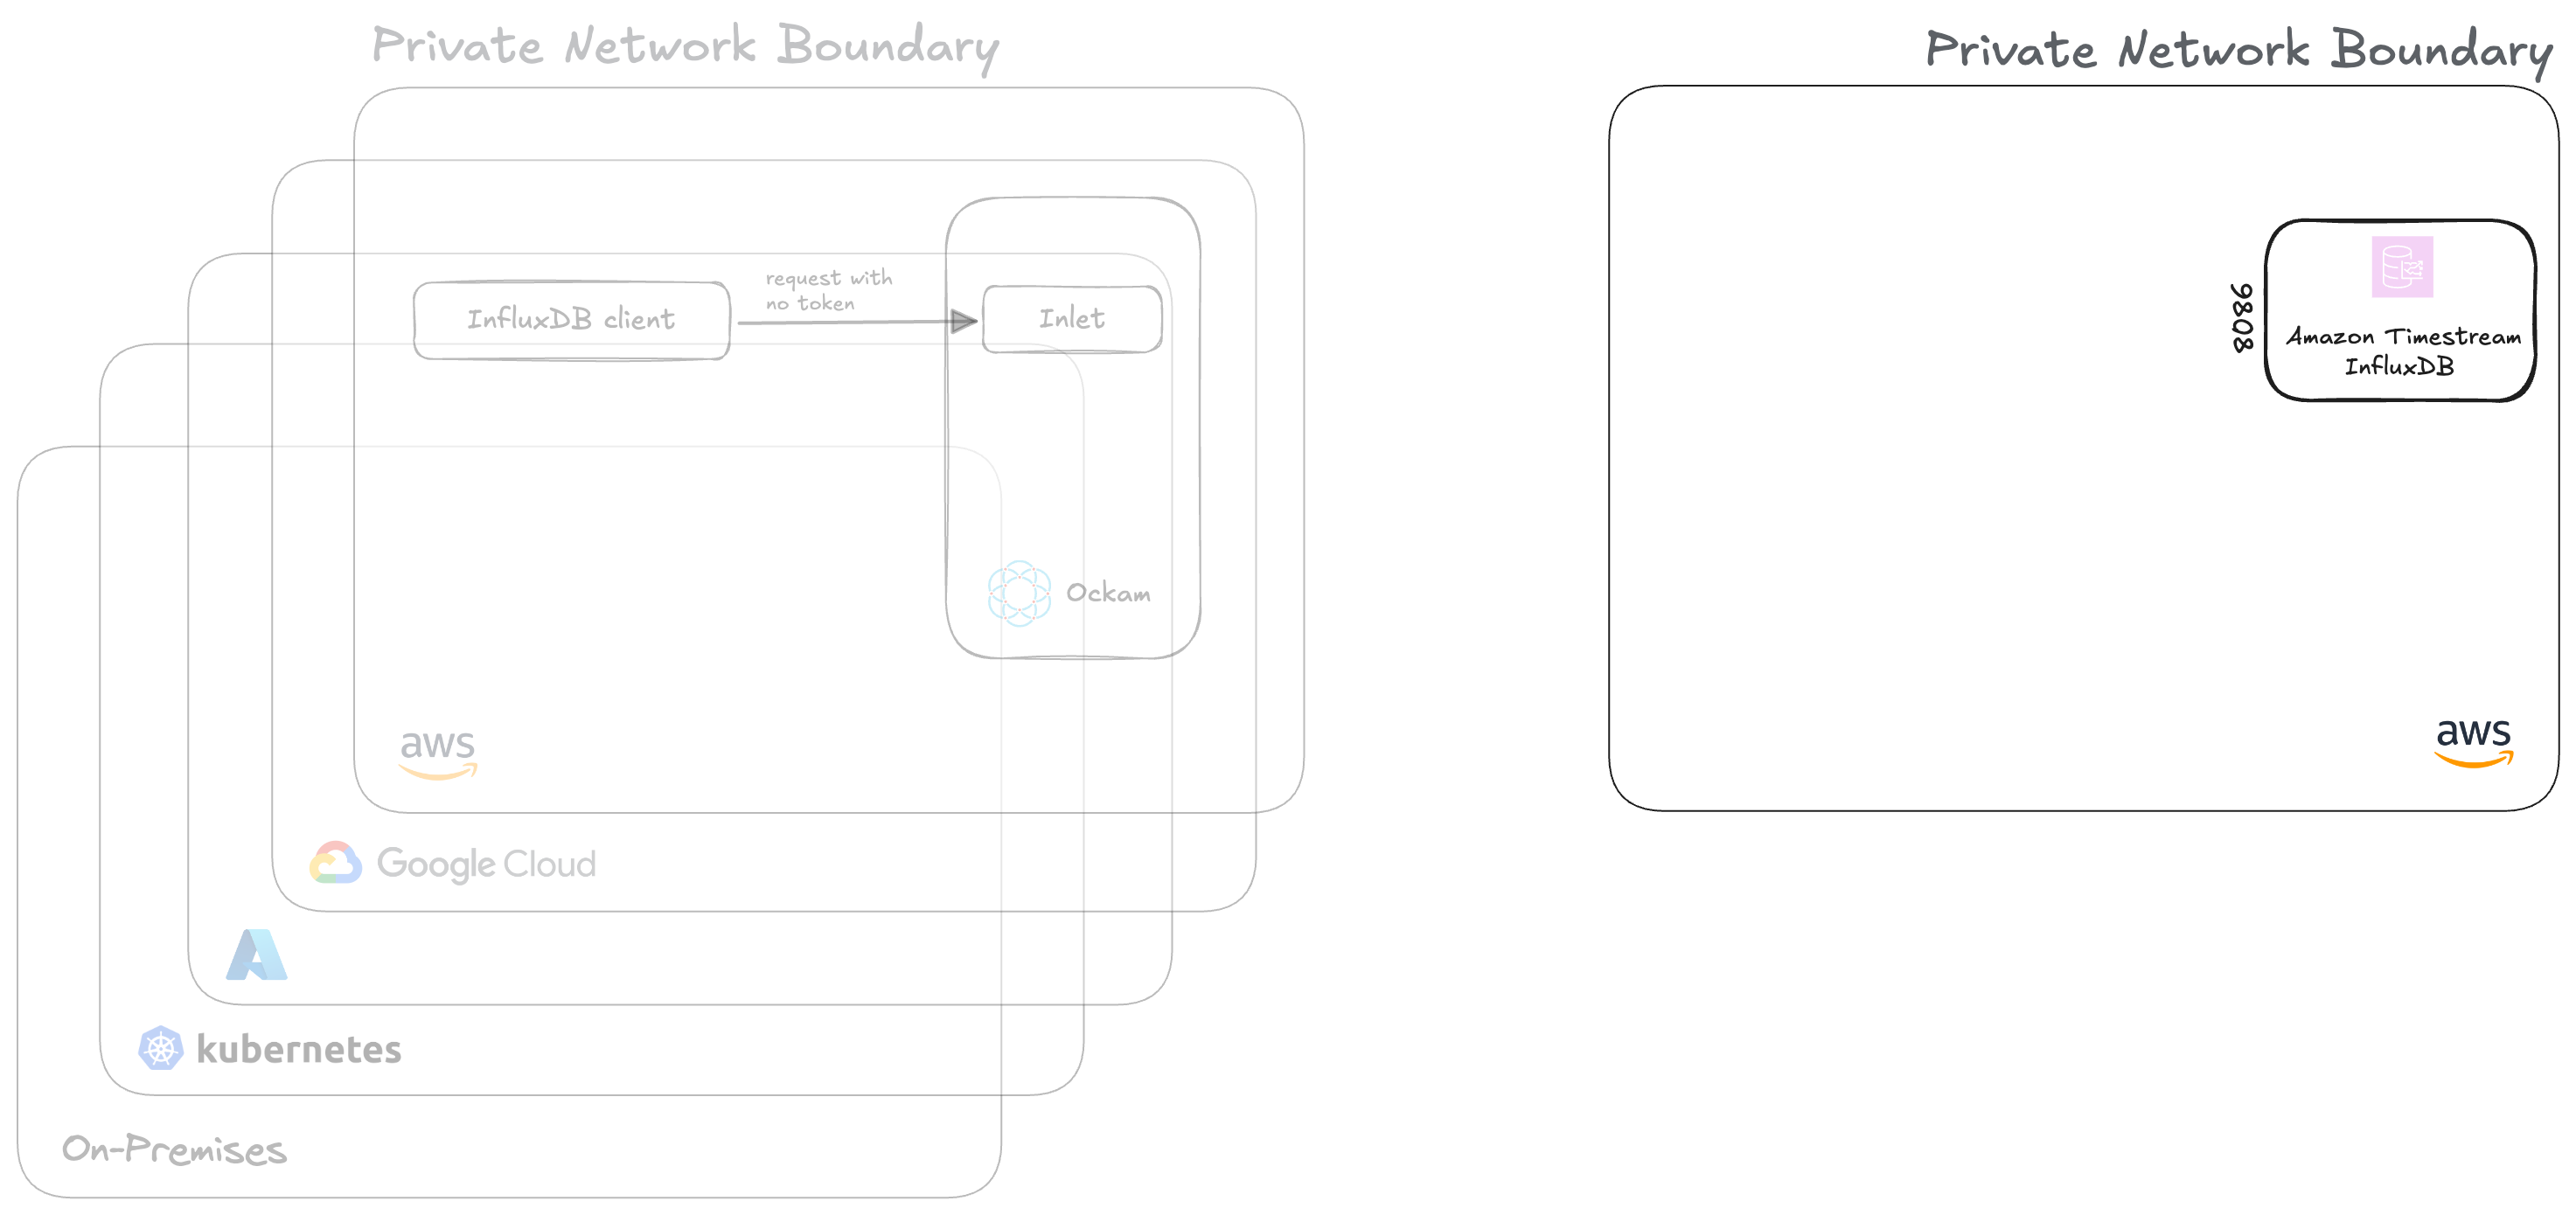 Private Network Boundary
request with
no token
InfluxDB client
Inlet
Ockam
aws
Google Cloud
kubernetes
On-Premises
Private Network Boundary
8086
Amazon Timestream
InfluxDB
aws